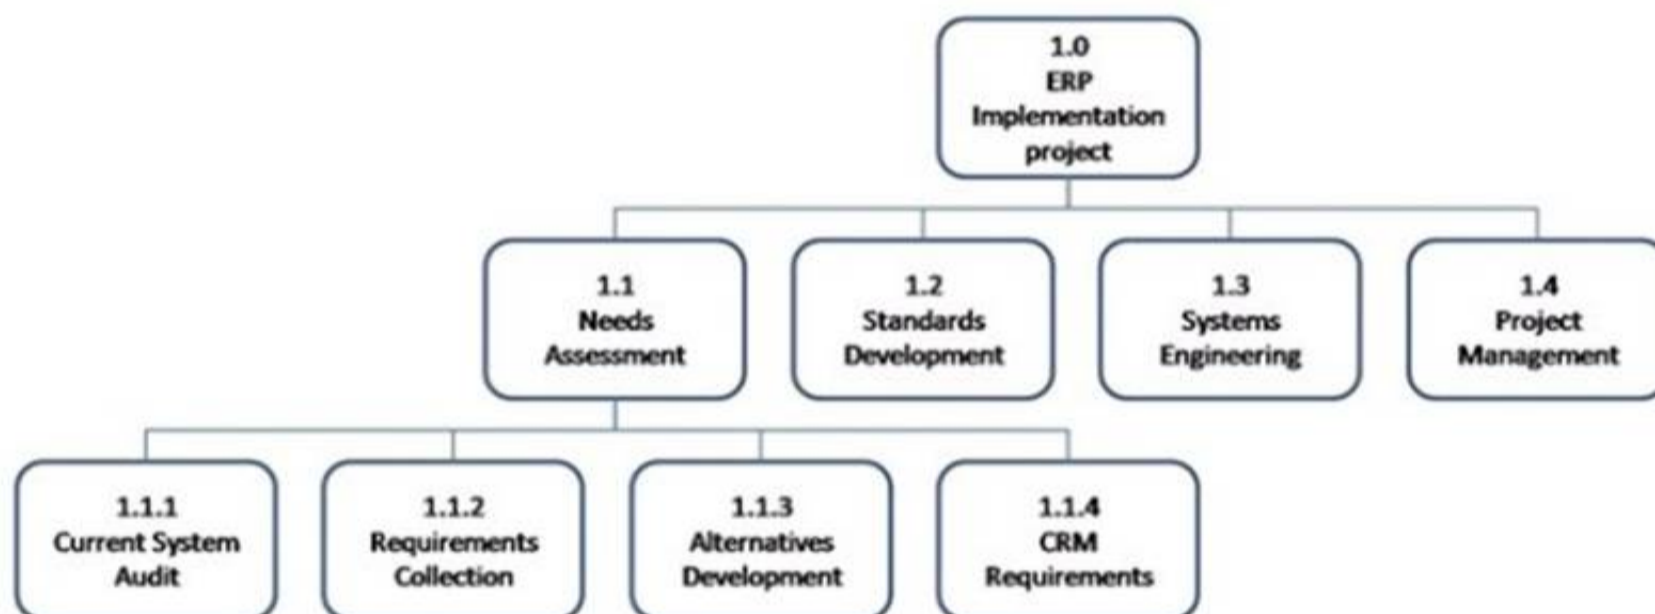 1.0
ERP
Implementation
project
1.1
Needs
Assessment
1.2
Standards
Development
1.3
Systems
Engineering
1.4
Project
Management
1.1.1
Current System
Audit
1.1.2
Requirements
Collection
1.1.3
Alternatives
Development
1.1.4
CRM
Requirements